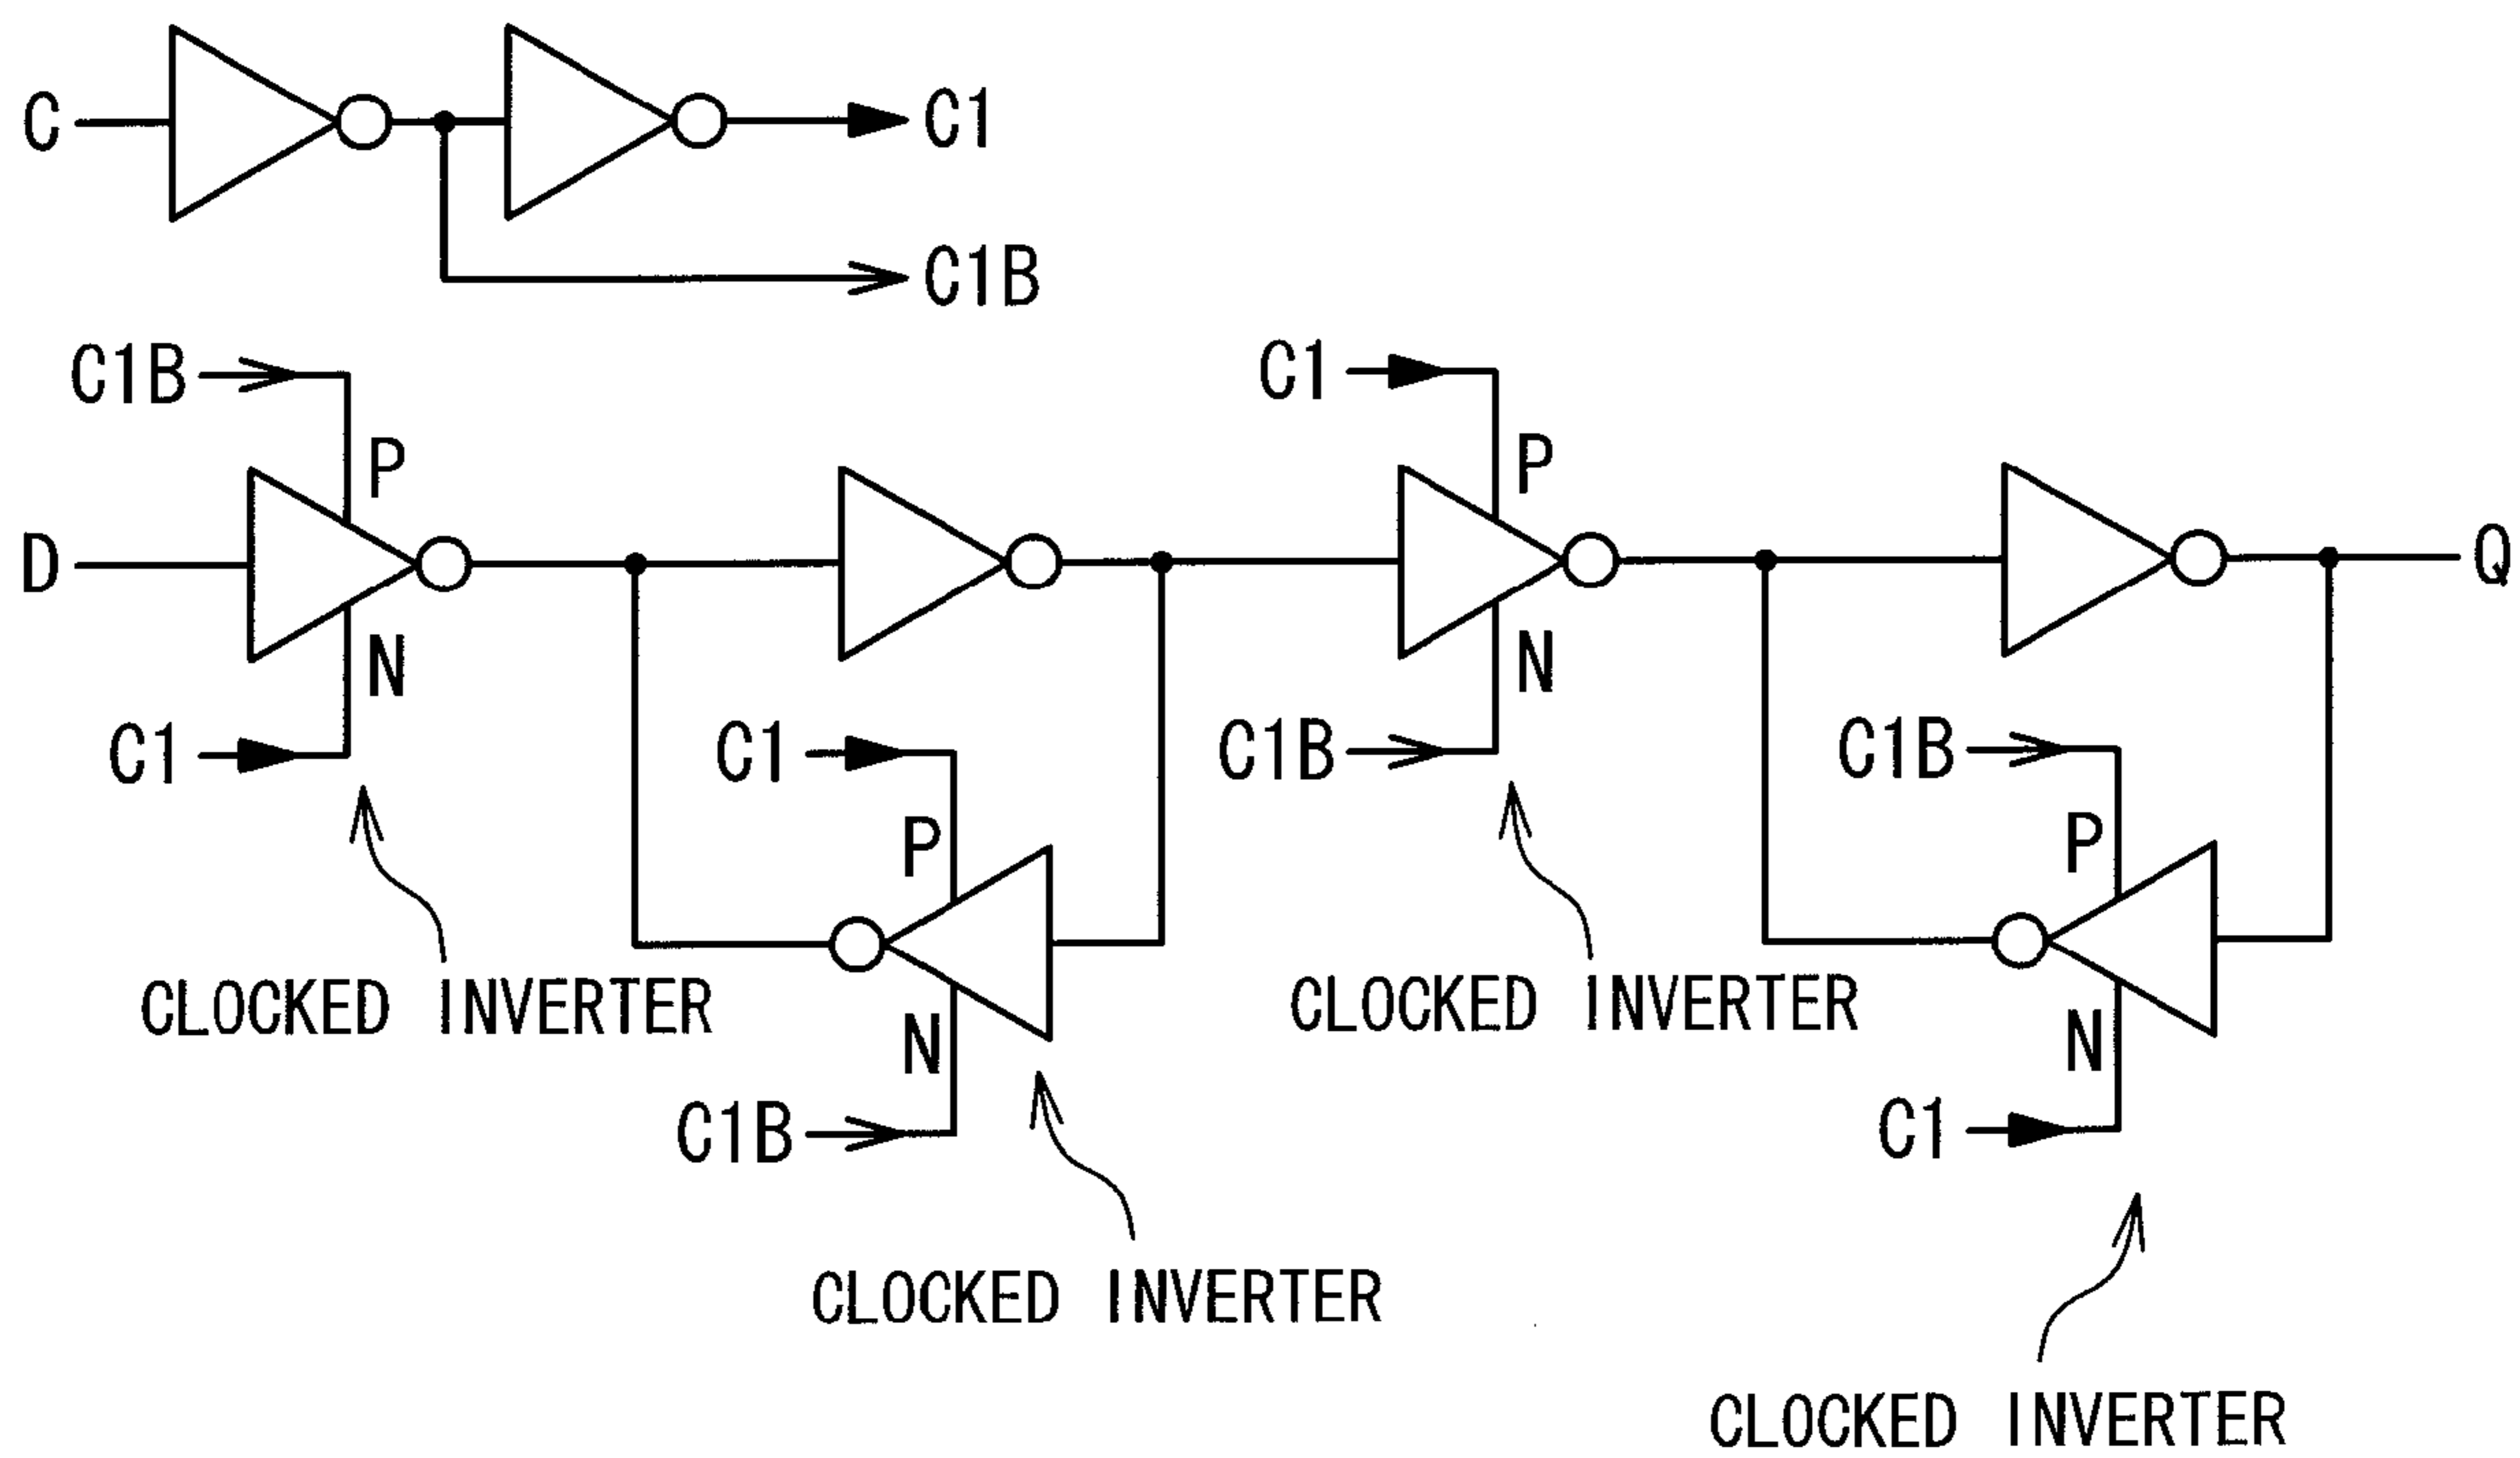 C
C1
C1B
C1B
P
D
N
C1
C1
P
N
C1B
Q
C1
P
N
C1B
C1B
P
N
C1
CLOCKED INVERTER
CLOCKED INVERTER
CLOCKED INVERTER
CLOCKED INVERTER